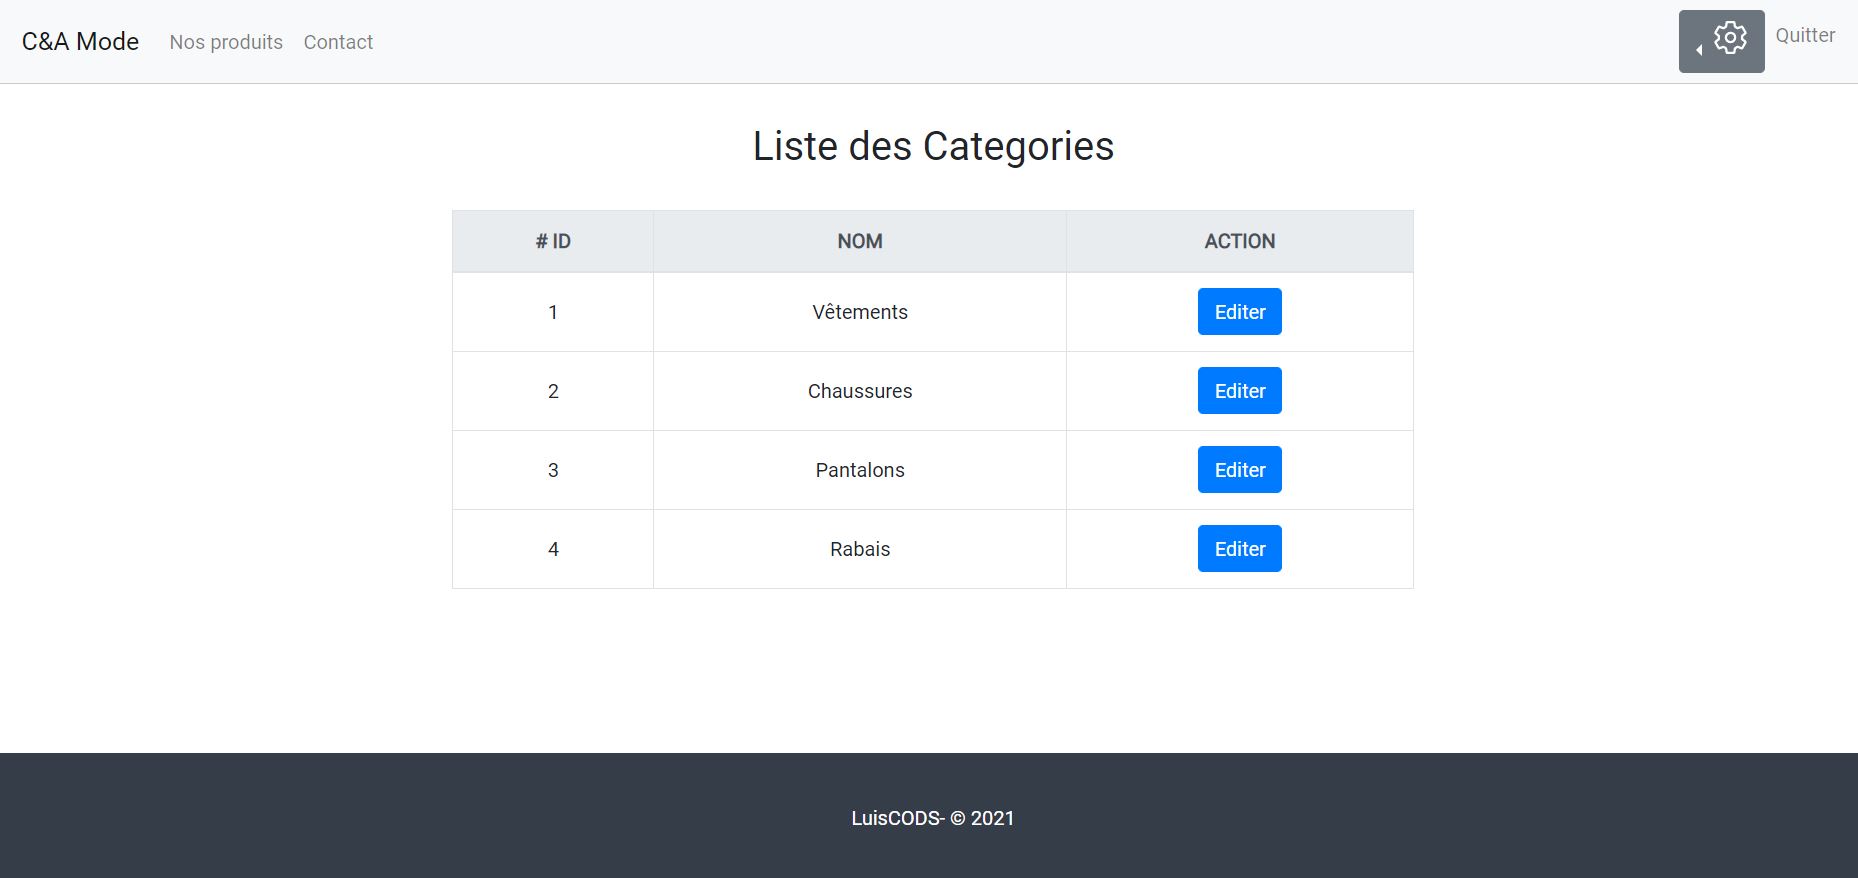 C&A Mode Nos produits Contact Quitter
Liste des Categories
# ID NOM ACTION
1 Vêtements Editer
2 Chaussures Editer
3 Pantalons Editer
4 Rabais Editer
LuisCODS- © 2021